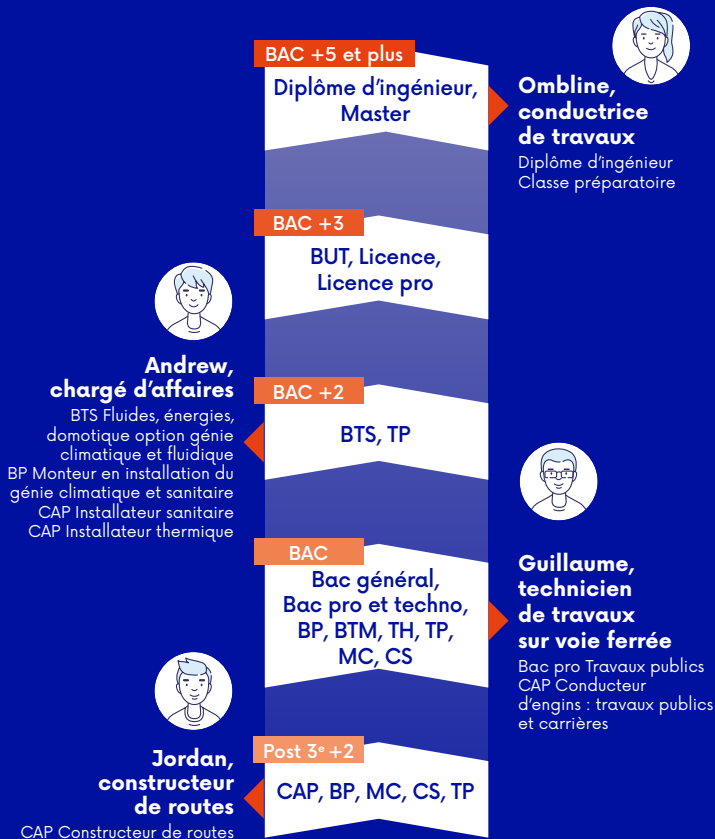 BAC +5 et plus
Diplôme d'ingénieur,
Master
Ombline,
conductrice
de travaux
Diplôme d'ingénieur
Classe préparatoire
BAC +3
BUT, Licence,
Licence pro
Andrew,
chargé d'affaires
BTS Fluides, énergies,
domotique option génie
climatique et fluidique
BP Monteur en installation du
génie climatique et sanitaire
CAP Installateur sanitaire
CAP Installateur thermique
BAC +2
BTS, TP
BAC
Bac général,
Bac pro et techno,
BP, BTM, TH, TP,
MC, CS
Guillaume,
technicien
de travaux
sur voie ferrée
Bac pro Travaux publics
CAP Conducteur
d'engins : travaux publics
et carrières
Jordan,
constructeur
de routes
CAP Constructeur de routes
Post 3e +2
CAP, BP, MC, CS, TP